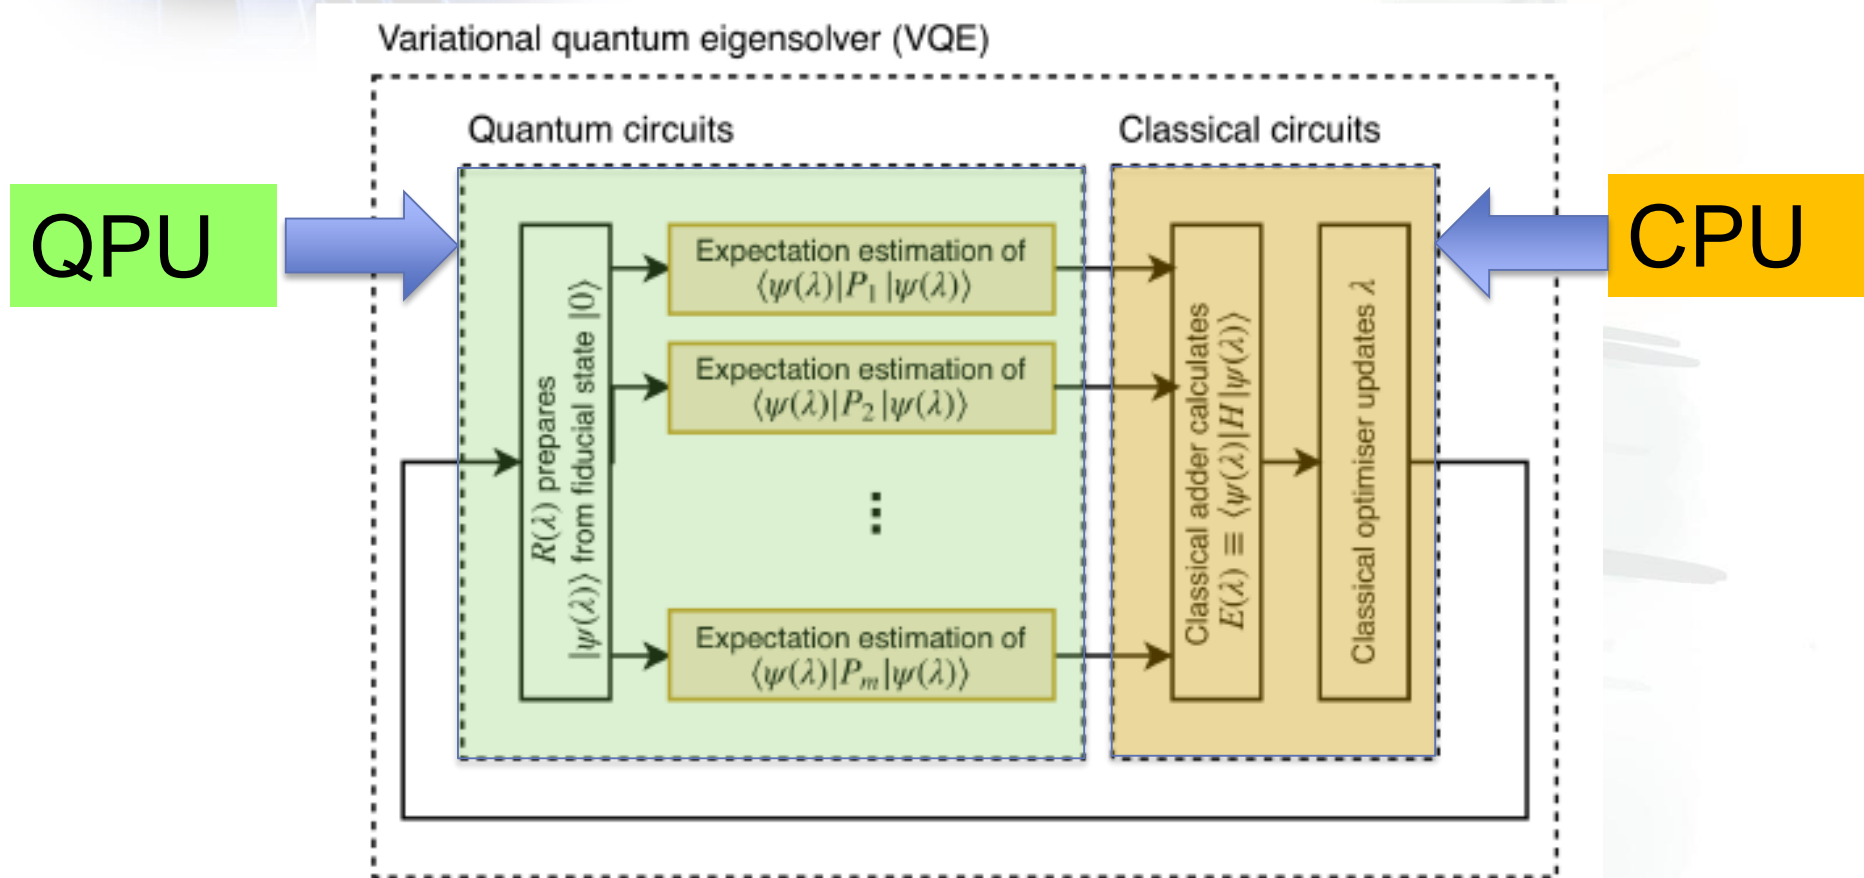 Variational quantum eigensolver (VQE)
Quantum circuits
Classical circuits
QPU
CPU
R(λ) prepares
|ψ(λ)⟩ from fiducial state |0⟩
Expectation estimation of
⟨ψ(λ)|P₁|ψ(λ)⟩
Expectation estimation of
⟨ψ(λ)|P₂|ψ(λ)⟩
⋮
Expectation estimation of
⟨ψ(λ)|Pₘ|ψ(λ)⟩
Classical adder calculates
E(λ) ≡ ⟨ψ(λ)|H|ψ(λ)⟩
Classical optimiser updates λ